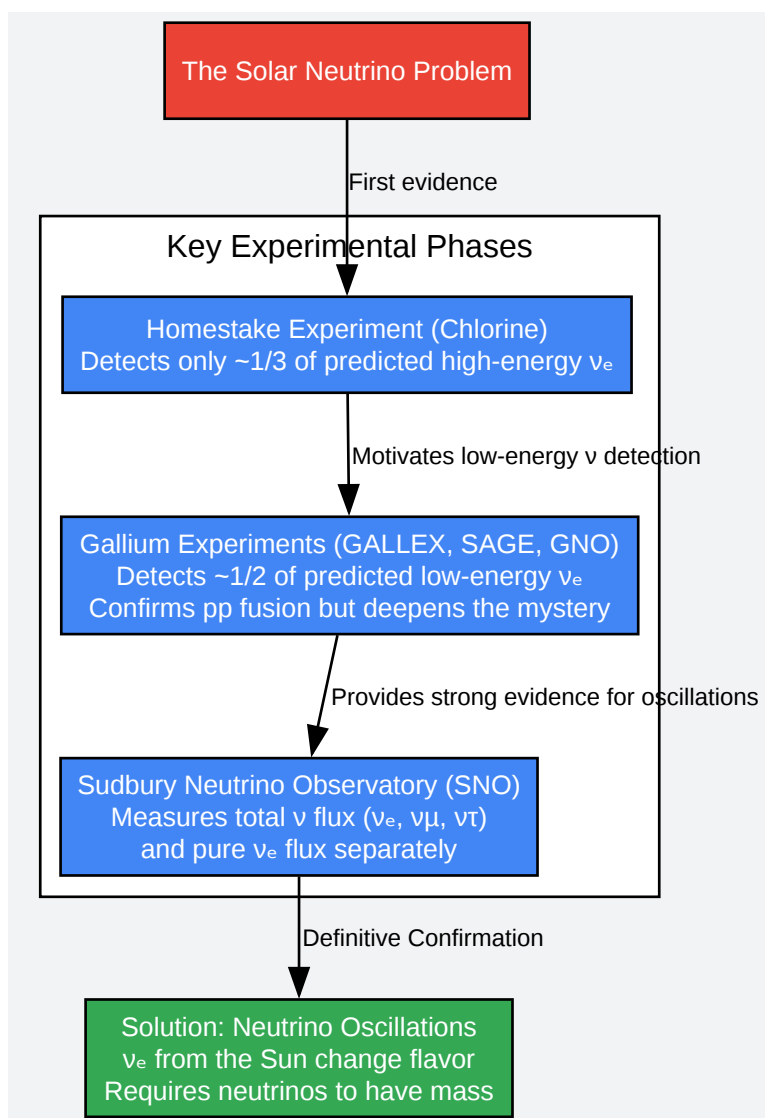 The Solar Neutrino Problem
First evidence
Key Experimental Phases
Homestake Experiment (Chlorine)
Detects only ~1/3 of predicted high-energy νₑ
Motivates low-energy ν detection
Gallium Experiments (GALLEX, SAGE, GNO)
Detects ~1/2 of predicted low-energy νₑ
Confirms pp fusion but deepens the mystery
Provides strong evidence for oscillations
Sudbury Neutrino Observatory (SNO)
Measures total ν flux (νₑ, νμ, ντ)
and pure νₑ flux separately
Definitive Confirmation
Solution: Neutrino Oscillations
νₑ from the Sun change flavor
Requires neutrinos to have mass